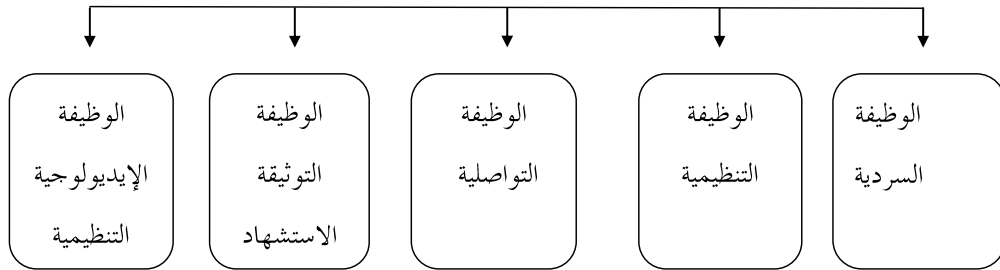 الوظيفة
السردية
الوظيفة
التنظيمية
الوظيفة
التواصلية
الوظيفة
التوثيقة
الاستشهاد
الوظيفة
الإيديولوجية
التنظيمية